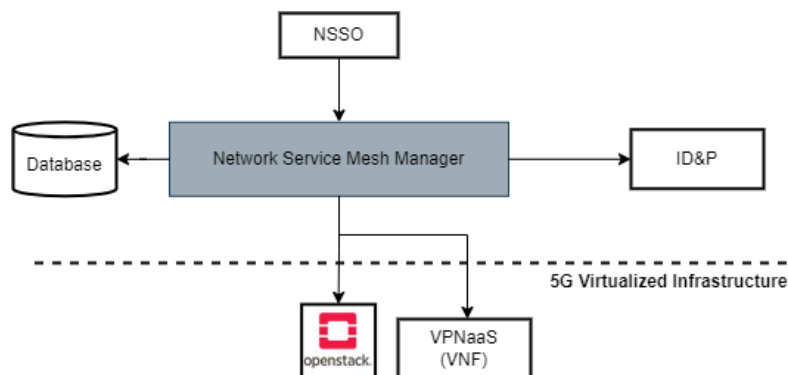 NSSO
Database
Network Service Mesh Manager
ID&P
5G Virtualized Infrastructure
openstack.
VPNaaS
(VNF)